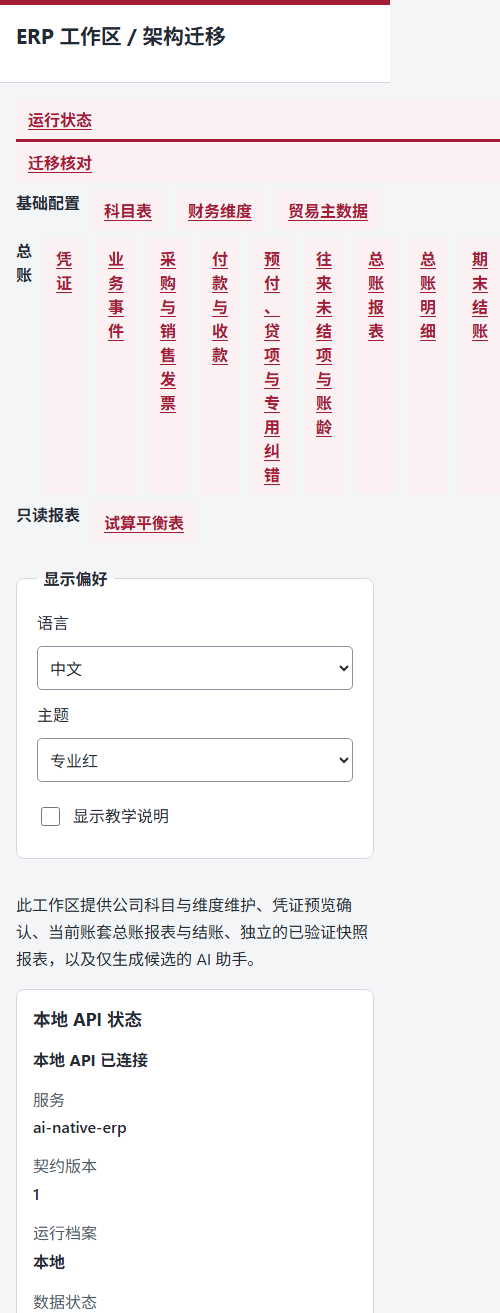 ERP 工作区 / 架构迁移
运行状态
迁移核对
基础配置 科目表 财务维度 贸易主数据
总账 凭证 业务事件 采购与销售发票 付款与收款 预付、贷项与专用纠错 往来未结项与账龄 总账报表 总账明细 期末结账
只读报表 试算平衡表
显示偏好
语言
中文
主题
专业红
显示教学说明
此工作区提供公司科目与维度维护、凭证预览确
认、当前账套总账报表与结账、独立的已验证快照
报表，以及仅生成候选的 AI 助手。
本地 API 状态
本地 API 已连接
服务
ai-native-erp
契约版本
1
运行档案
本地
数据状态